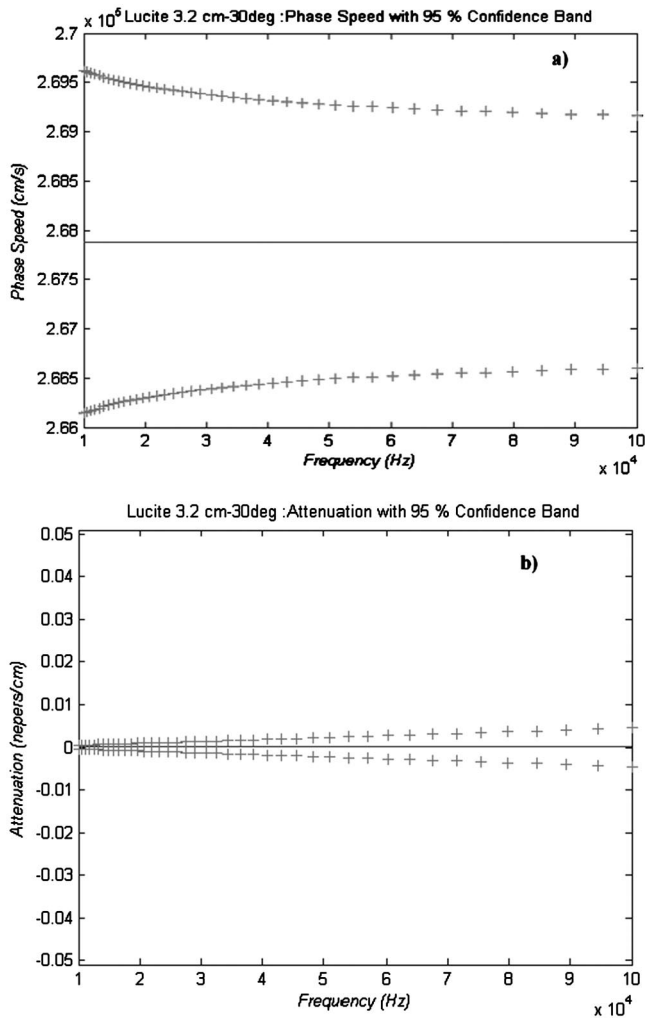 Lucite 3.2 cm-30deg :Phase Speed with 95 % Confidence Band
x 10^5
a)
2.7
2.695
2.69
2.685
2.68
2.675
2.67
2.665
2.66
Phase Speed (cm/s)
1 2 3 4 5 6 7 8 9 10
Frequency (Hz)
x 10^4
Lucite 3.2 cm-30deg :Attenuation with 95 % Confidence Band
b)
0.05
0.04
0.03
0.02
0.01
0
-0.01
-0.02
-0.03
-0.04
-0.05
Attenuation (nepers/cm)
1 2 3 4 5 6 7 8 9 10
Frequency (Hz)
x 10^4